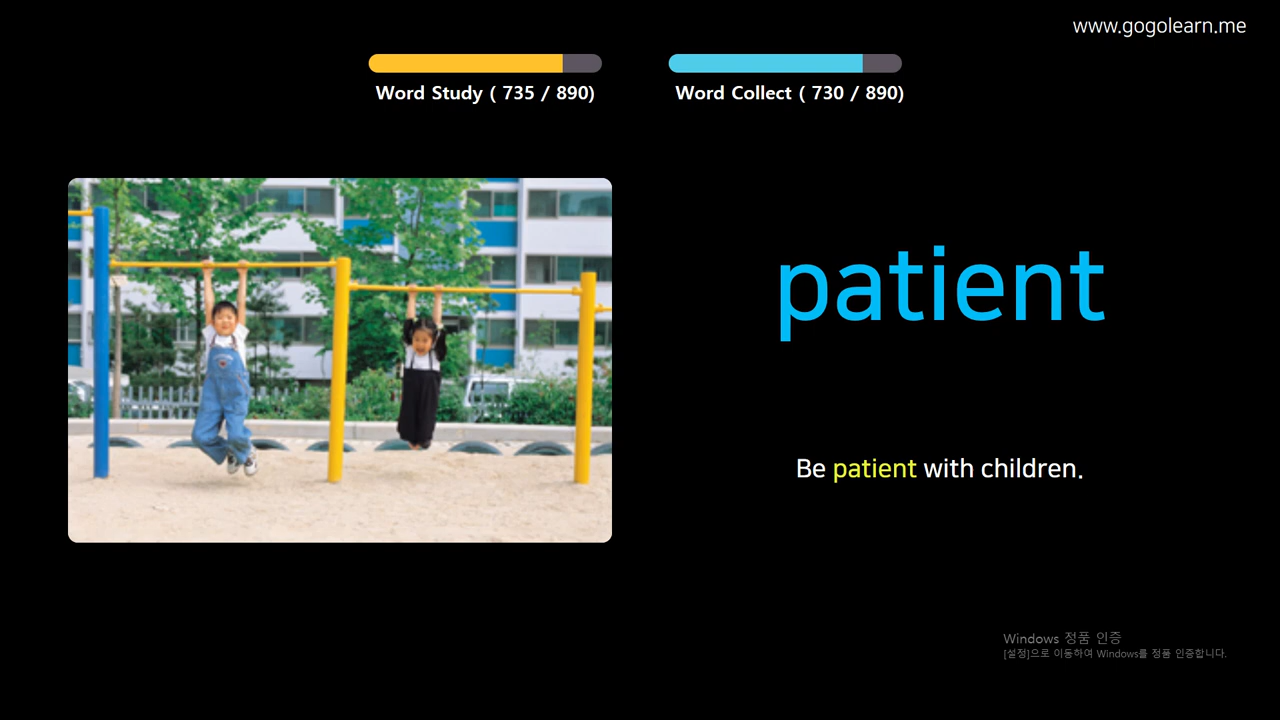 www.gogolearn.me
Word Study ( 735 / 890)
Word Collect ( 730 / 890)
patient
Be patient with children.
Windows 정품 인증
[설정]으로 이동하여 Windows를 정품 인증합니다.